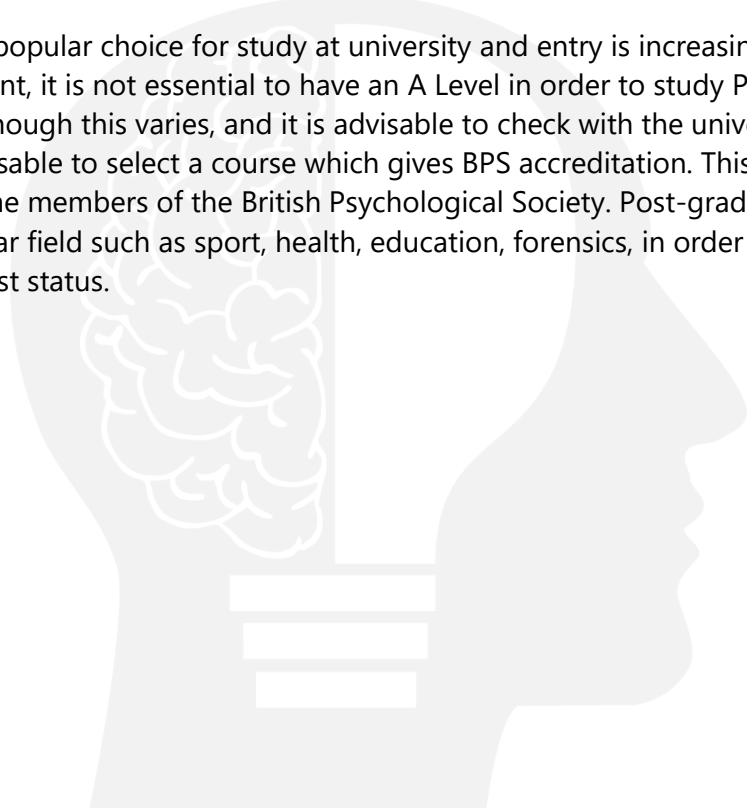 popular choice for study at university and entry is increasin
nt, it is not essential to have an A Level in order to study P
hough this varies, and it is advisable to check with the unive
sable to select a course which gives BPS accreditation. This
e members of the British Psychological Society. Post-grad
ar field such as sport, health, education, forensics, in order
st status.